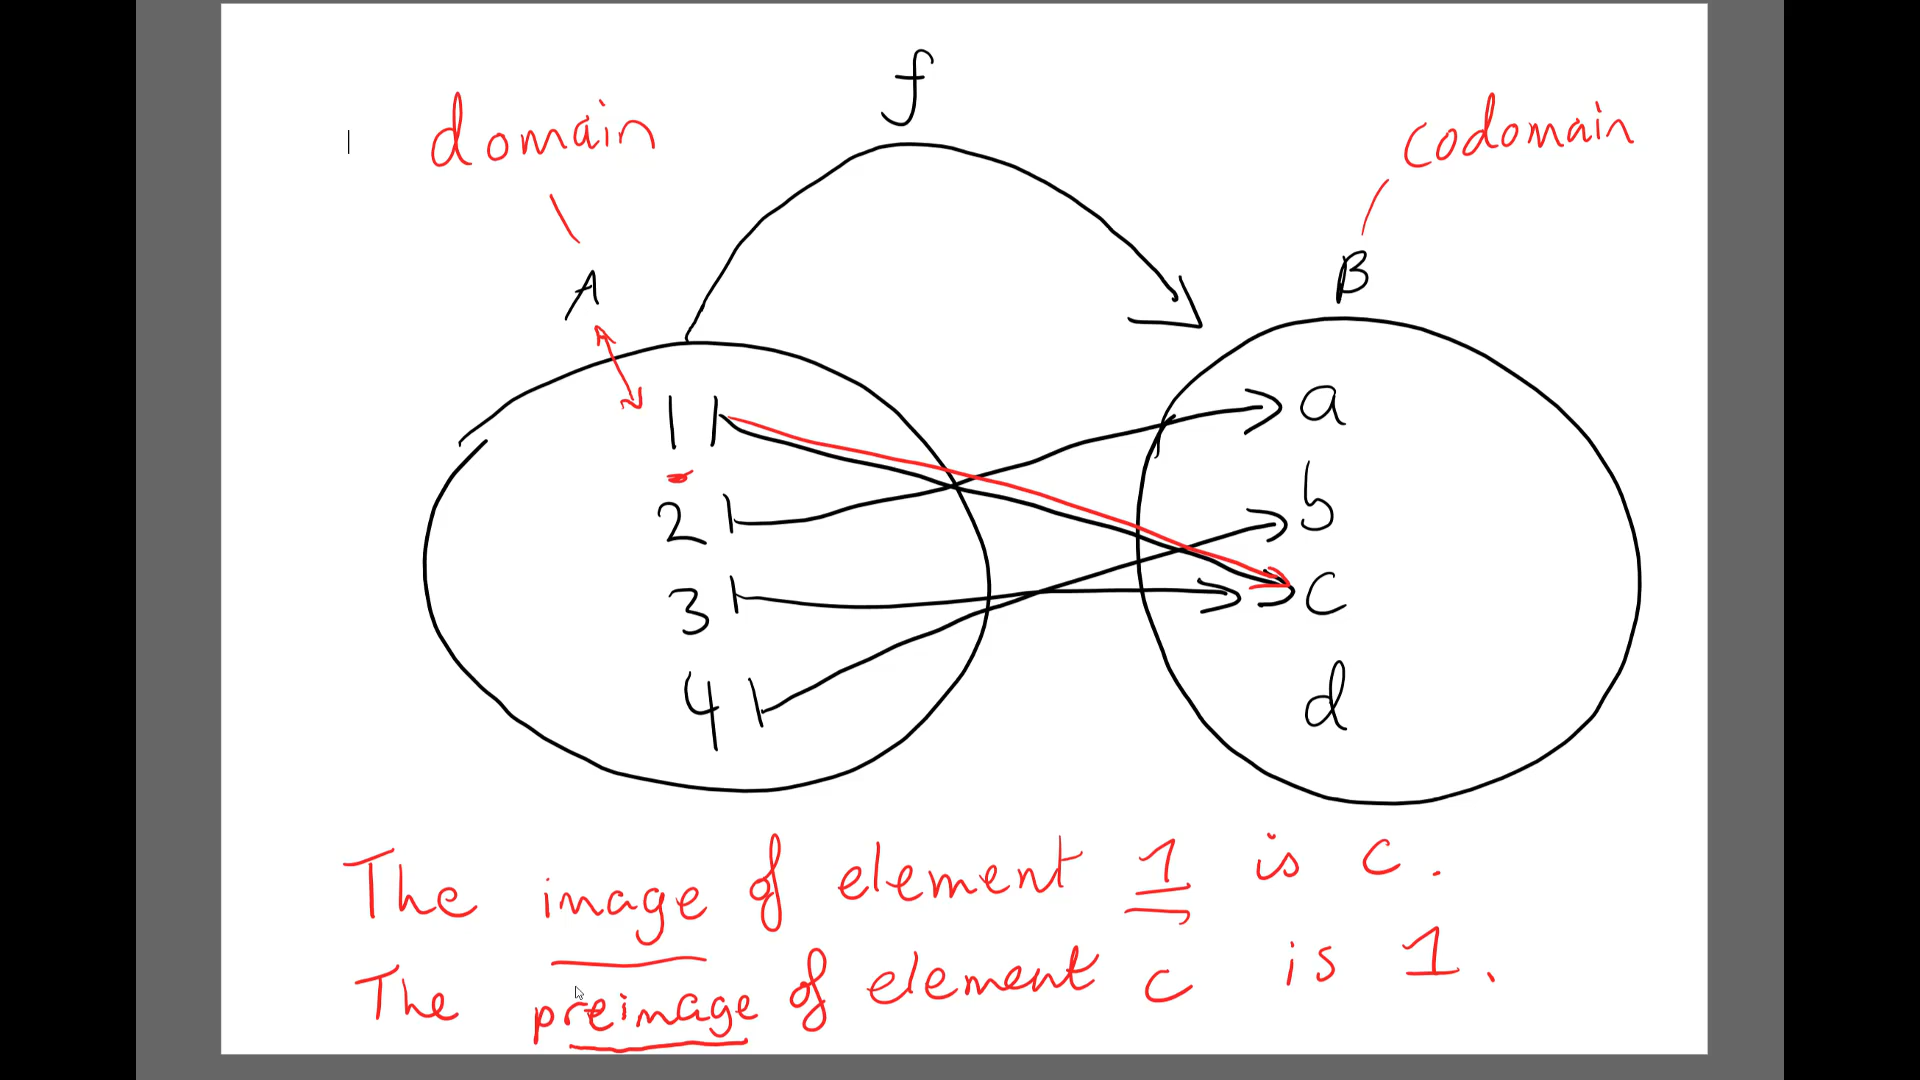 f
domain
codomain
A
B
1
a
2
b
3
c
4
d
The image of element 1 is c.
The preimage of element c is 1.